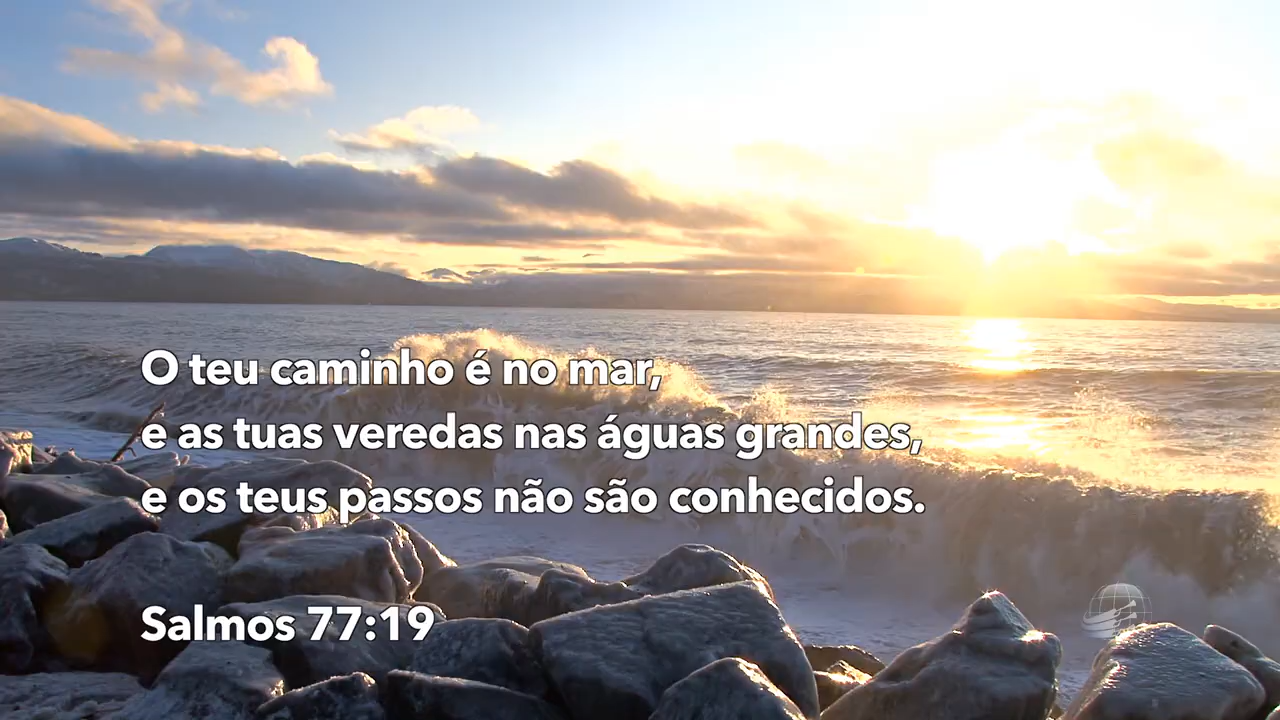 O teu caminho é no mar,
e as tuas veredas nas águas grandes,
e os teus passos não são conhecidos.
Salmos 77:19